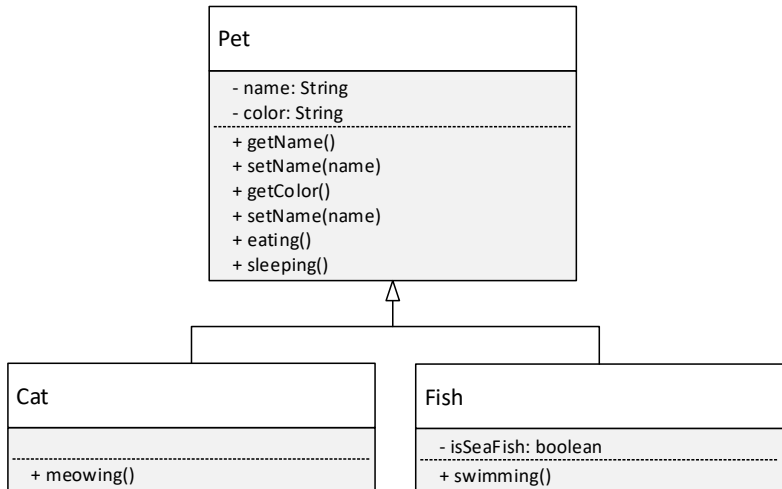 Pet
- name: String
- color: String
+ getName()
+ setName(name)
+ getColor()
+ setName(name)
+ eating()
+ sleeping()
Cat
+ meowing()
Fish
- isSeaFish: boolean
+ swimming()